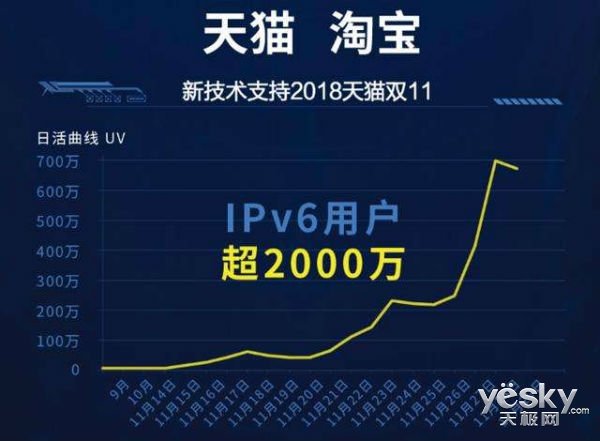 天猫 淘宝
新技术支持2018天猫双11
日活曲线 UV
700万
600万
500万
400万
300万
200万
100万
0
IPv6用户
超2000万
9月
10月
11月14日
11月15日
11月16日
11月17日
11月18日
11月19日
11月20日
11月21日
11月22日
11月23日
11月24日
11月25日
11月26日
yesky
.com
天极网